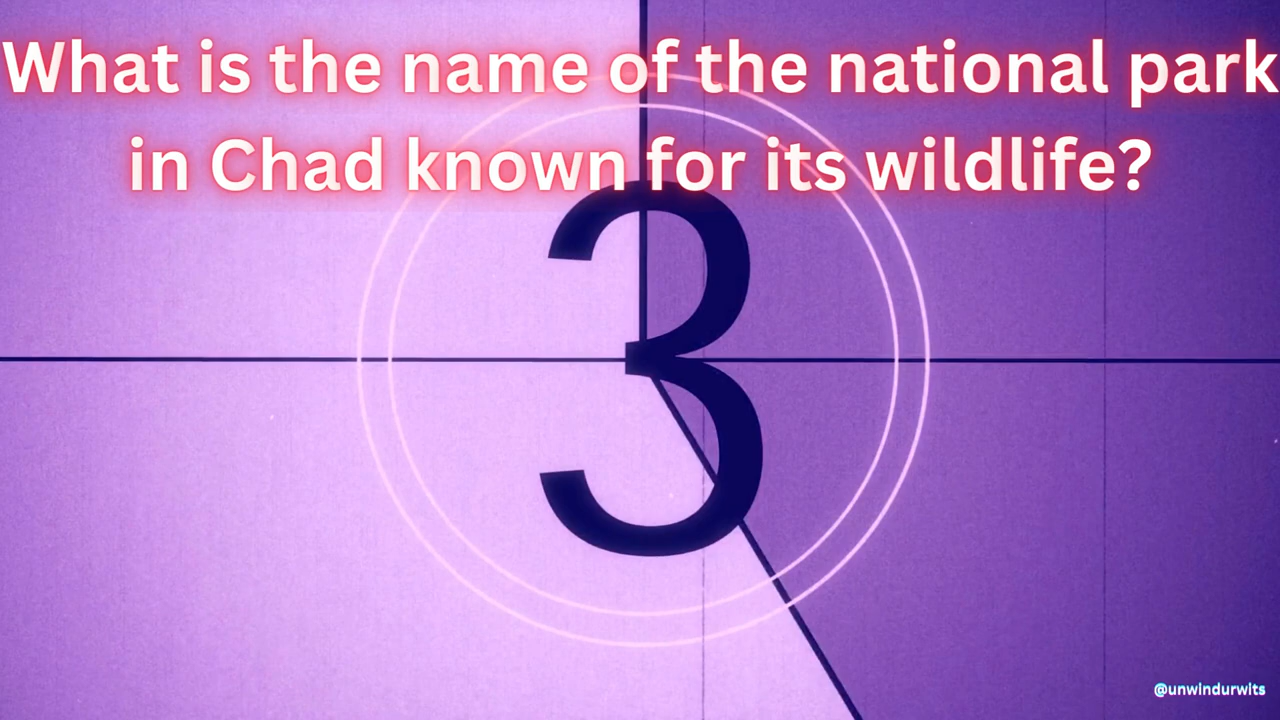 What is the name of the national park
in Chad known for its wildlife?
3
@unwindurwits